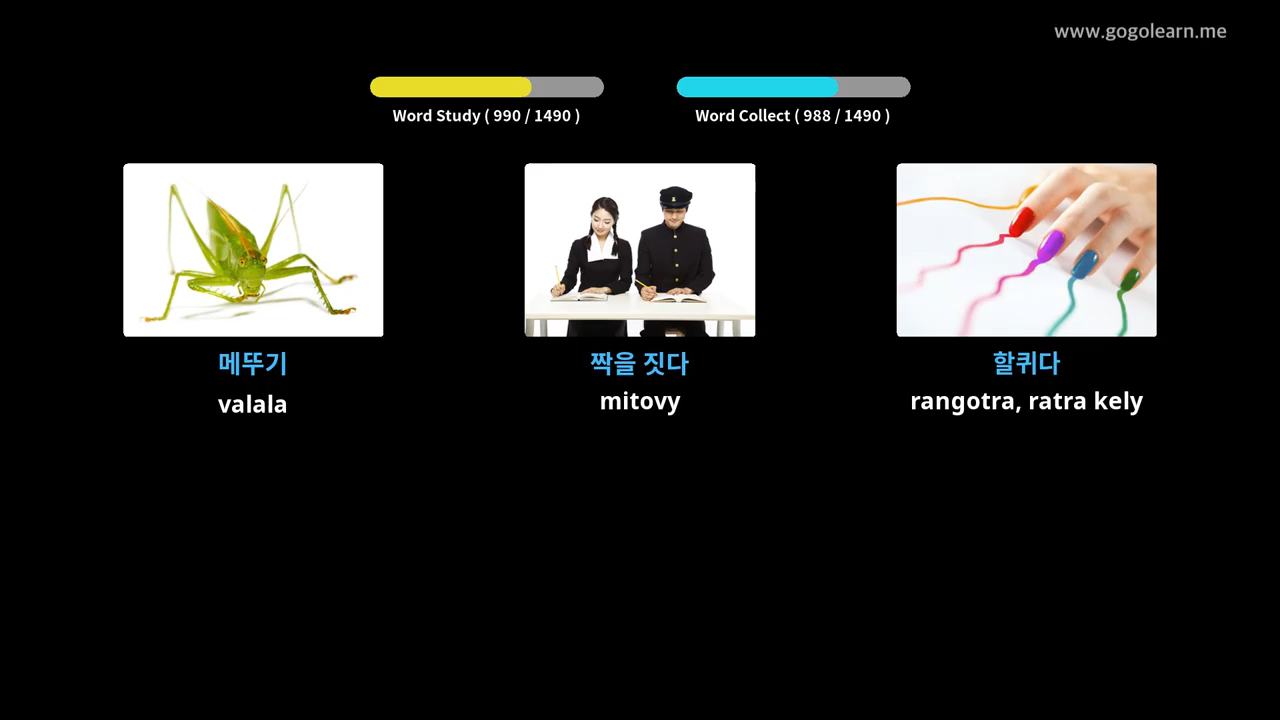 www.gogolearn.me
Word Study ( 990 / 1490 )
Word Collect ( 988 / 1490 )
메뚜기
valala
짝을 짓다
mitovy
할퀴다
rangotra, ratra kely